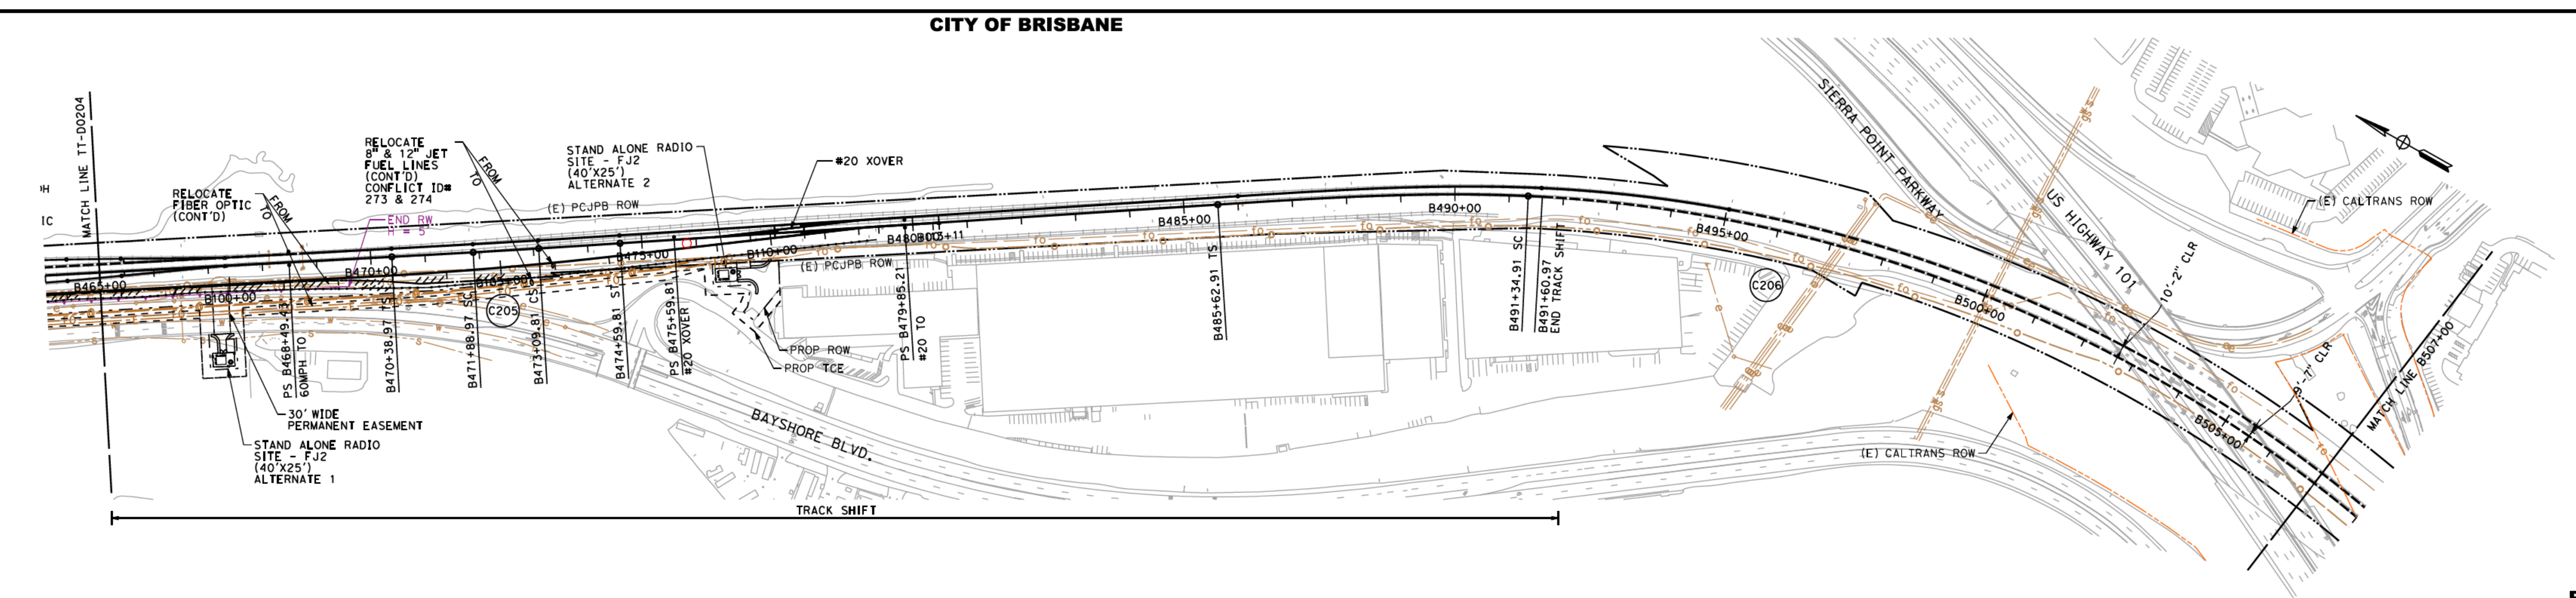 CITY OF BRISBANE
MATCH LINE TT-D0204
RELOCATE
FIBER OPTIC
(CONT'D)
FROM
TO
RELOCATE
8" & 12" JET
FUEL LINES
(CONT'D)
CONFLICT ID#
273 & 274
FROM
TO
END RW
H = 5'
STAND ALONE RADIO
SITE - FJ2
(40'X25')
ALTERNATE 2
#20 XOVER
(E) PCJPB ROW
(E) PCJPB ROW
B465+00
B470+00
B475+00
B485+00
B490+00
B495+00
B500+00
B505+00
B100+00
B110+00
C205
C206
PS B468+49.43
60MPH TO
B470+38.97 TS
B471+88.97 SC
B473+09.81 CS
B474+59.81 ST
PS B475+59.81
#20 XOVER
PS B479+85.21
#20 TO
B485+62.91 TS
B491+34.91 SC
B491+60.97
END TRACK SHIFT
PROP ROW
PROP TCE
30' WIDE
PERMANENT EASEMENT
STAND ALONE RADIO
SITE - FJ2
(40'X25')
ALTERNATE 1
BAYSHORE BLVD.
TRACK SHIFT
SIERRA POINT PARKWAY
US HIGHWAY 101
10'-2" CLR
9'-7" CLR
(E) CALTRANS ROW
(E) CALTRANS ROW
MATCH LINE B507+00